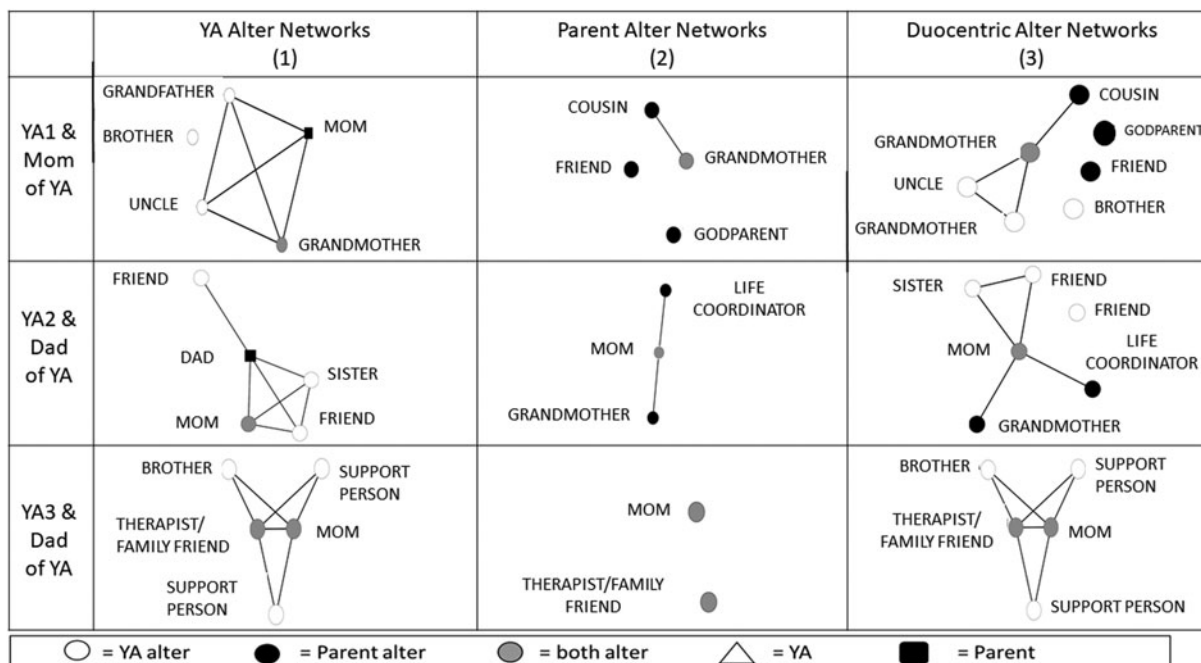 YA Alter Networks
(1)
Parent Alter Networks
(2)
Duocentric Alter Networks
(3)
YA1 &
Mom
of YA
GRANDFATHER
MOM
BROTHER
UNCLE
GRANDMOTHER
COUSIN
GRANDMOTHER
FRIEND
GODPARENT
COUSIN
GODPARENT
GRANDMOTHER
FRIEND
UNCLE
BROTHER
GRANDMOTHER
YA2 &
Dad
of YA
FRIEND
DAD
SISTER
MOM
FRIEND
LIFE
COORDINATOR
MOM
GRANDMOTHER
SISTER
FRIEND
FRIEND
MOM
LIFE
COORDINATOR
GRANDMOTHER
YA3 &
Dad
of YA
BROTHER
SUPPORT
PERSON
THERAPIST/
FAMILY FRIEND
MOM
SUPPORT
PERSON
MOM
THERAPIST/FAMILY
FRIEND
BROTHER
SUPPORT
PERSON
THERAPIST/
FAMILY FRIEND
MOM
SUPPORT PERSON
= YA alter
= Parent alter
= both alter
= YA
= Parent